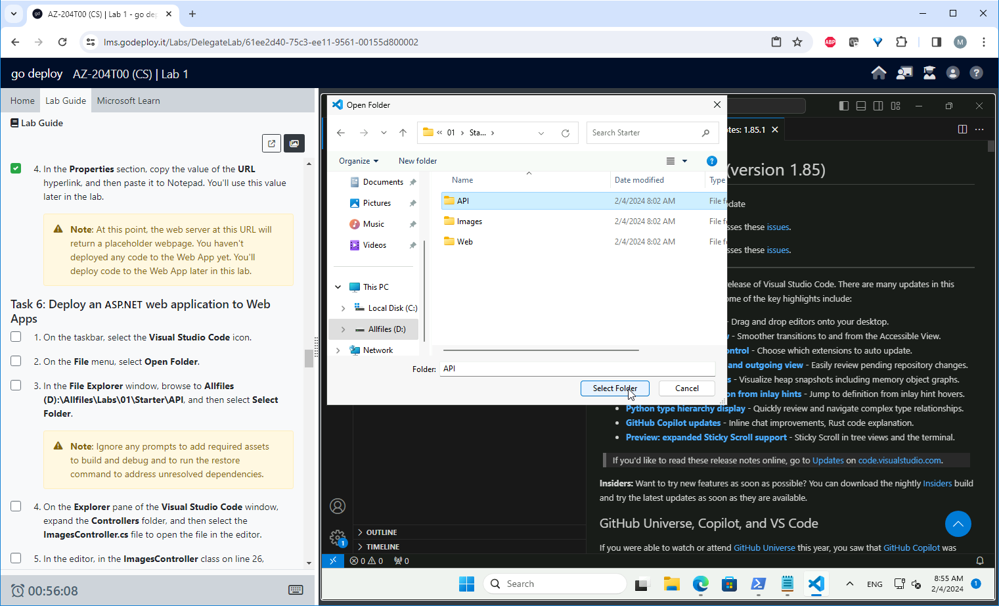 AZ-204T00 (CS) | Lab 1 - go dep
lms.godeploy.it/Labs/DelegateLab/61ee2d40-75c3-ee11-9561-00155d800002
ABP
M
go deploy AZ-204T00 (CS) | Lab 1
Home Lab Guide Microsoft Learn
Lab Guide
4. In the Properties section, copy the value of the URL
hyperlink, and then paste it to Notepad. You'll use this value
later in the lab.
Note: At this point, the web server at this URL will
return a placeholder webpage. You haven't
deployed any code to the Web App yet. You'll
deploy code to the Web App later in this lab.
Task 6: Deploy an ASP.NET web application to Web
Apps
1. On the taskbar, select the Visual Studio Code icon.
2. On the File menu, select Open Folder.
3. In the File Explorer window, browse to Allfiles
(D):\Allfiles\Labs\01\Starter\API, and then select Select
Folder.
Note: Ignore any prompts to add required assets
to build and debug and to run the restore
command to address unresolved dependencies.
4. On the Explorer pane of the Visual Studio Code window,
expand the Controllers folder, and then select the
ImagesController.cs file to open the file in the editor.
5. In the editor, in the ImagesController class on line 26,
00:56:08
Open Folder
« 01 › Sta... ›
Search Starter
Organize New folder
Documents
Pictures
Music
Videos
This PC
Local Disk (C:)
Allfiles (D:)
Network
Name Date modified Type
API 2/4/2024 8:02 AM File f
Images 2/4/2024 8:02 AM File f
Web 2/4/2024 8:02 AM File f
Folder: API
Select Folder Cancel
tes: 1.85.1
(version 1.85)
date
sses these issues.
sses these issues.
elease of Visual Studio Code. There are many updates in this
ome of the key highlights include:
- Drag and drop editors onto your desktop.
y - Smoother transitions to and from the Accessible View.
ontrol - Choose which extensions to auto update.
and outgoing view - Easily review pending repository changes.
s - Visualize heap snapshots including memory object graphs.
on from inlay hints - Jump to definition from inlay hint hovers.
• Python type hierarchy display - Quickly review and navigate complex type relationships.
• GitHub Copilot updates - Inline chat improvements, Rust code explanation.
• Preview: expanded Sticky Scroll support - Sticky Scroll in tree views and the terminal.
If you'd like to read these release notes online, go to Updates on code.visualstudio.com.
Insiders: Want to try new features as soon as possible? You can download the nightly Insiders build
and try the latest updates as soon as they are available.
GitHub Universe, Copilot, and VS Code
If you were able to watch or attend GitHub Universe this year, you saw that GitHub Copilot was
1
OUTLINE
TIMELINE
0 0 0
Search
ENG
8:55 AM
2/4/2024
1